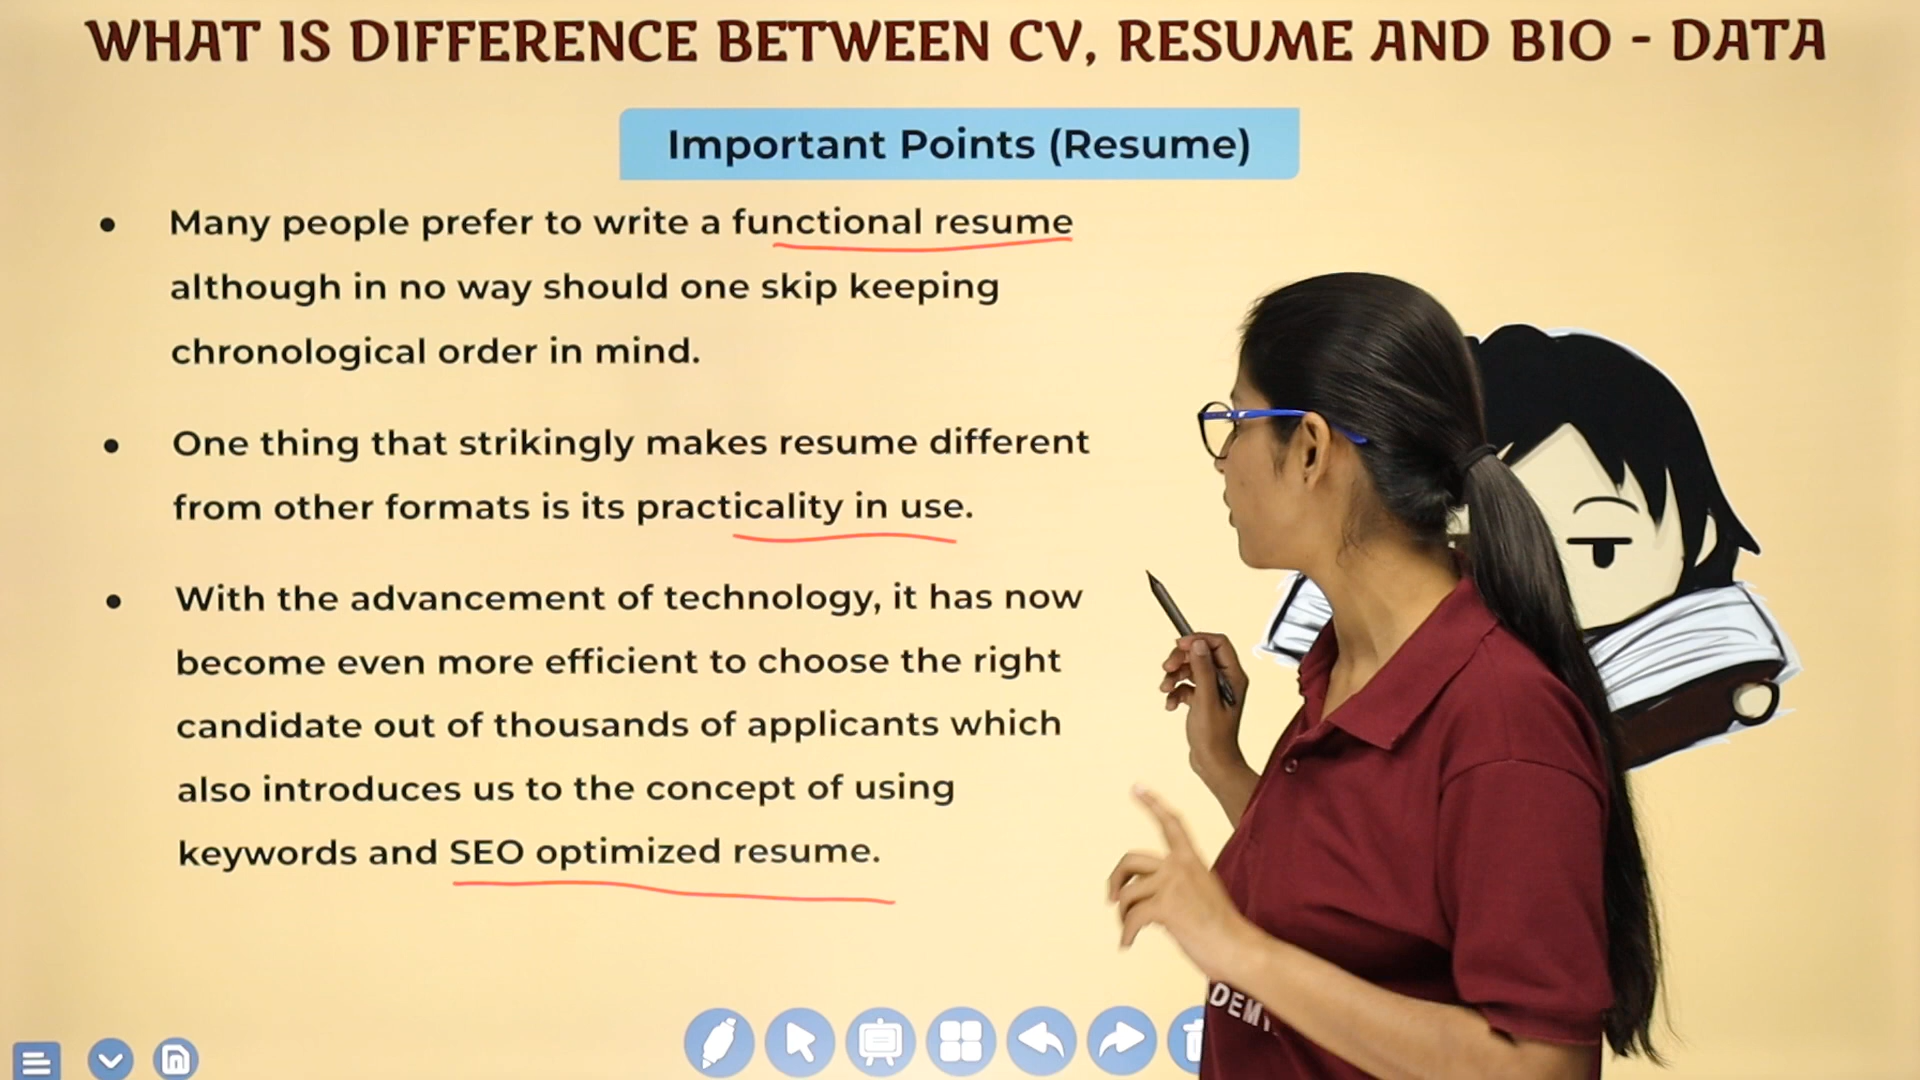 WHAT IS DIFFERENCE BETWEEN CV, RESUME AND BIO - DATA
Important Points (Resume)
• Many people prefer to write a functional resume
although in no way should one skip keeping
chronological order in mind.
• One thing that strikingly makes resume different
from other formats is its practicality in use.
• With the advancement of technology, it has now
become even more efficient to choose the right
candidate out of thousands of applicants which
also introduces us to the concept of using
keywords and SEO optimized resume.